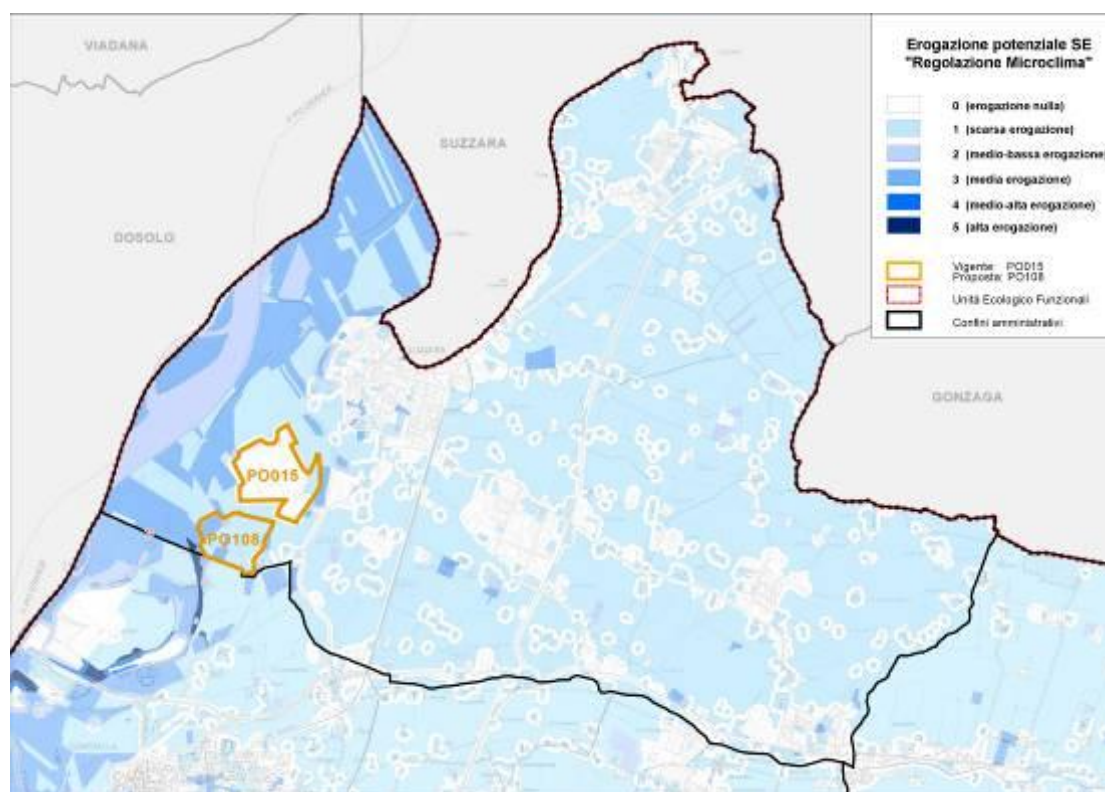 VIADANA
SUZZARA
DOSOLO
GONZAGA
PO015
PO108
Erogazione potenziale SE
"Regolazione Microclima"
0 (erogazione nulla)
1 (scarsa erogazione)
2 (medio-bassa erogazione)
3 (media erogazione)
4 (medio-alta erogazione)
5 (alta erogazione)
Vigente: PO015
Proposta: PO108
Unità Ecologico Funzionali
Confini amministrativi